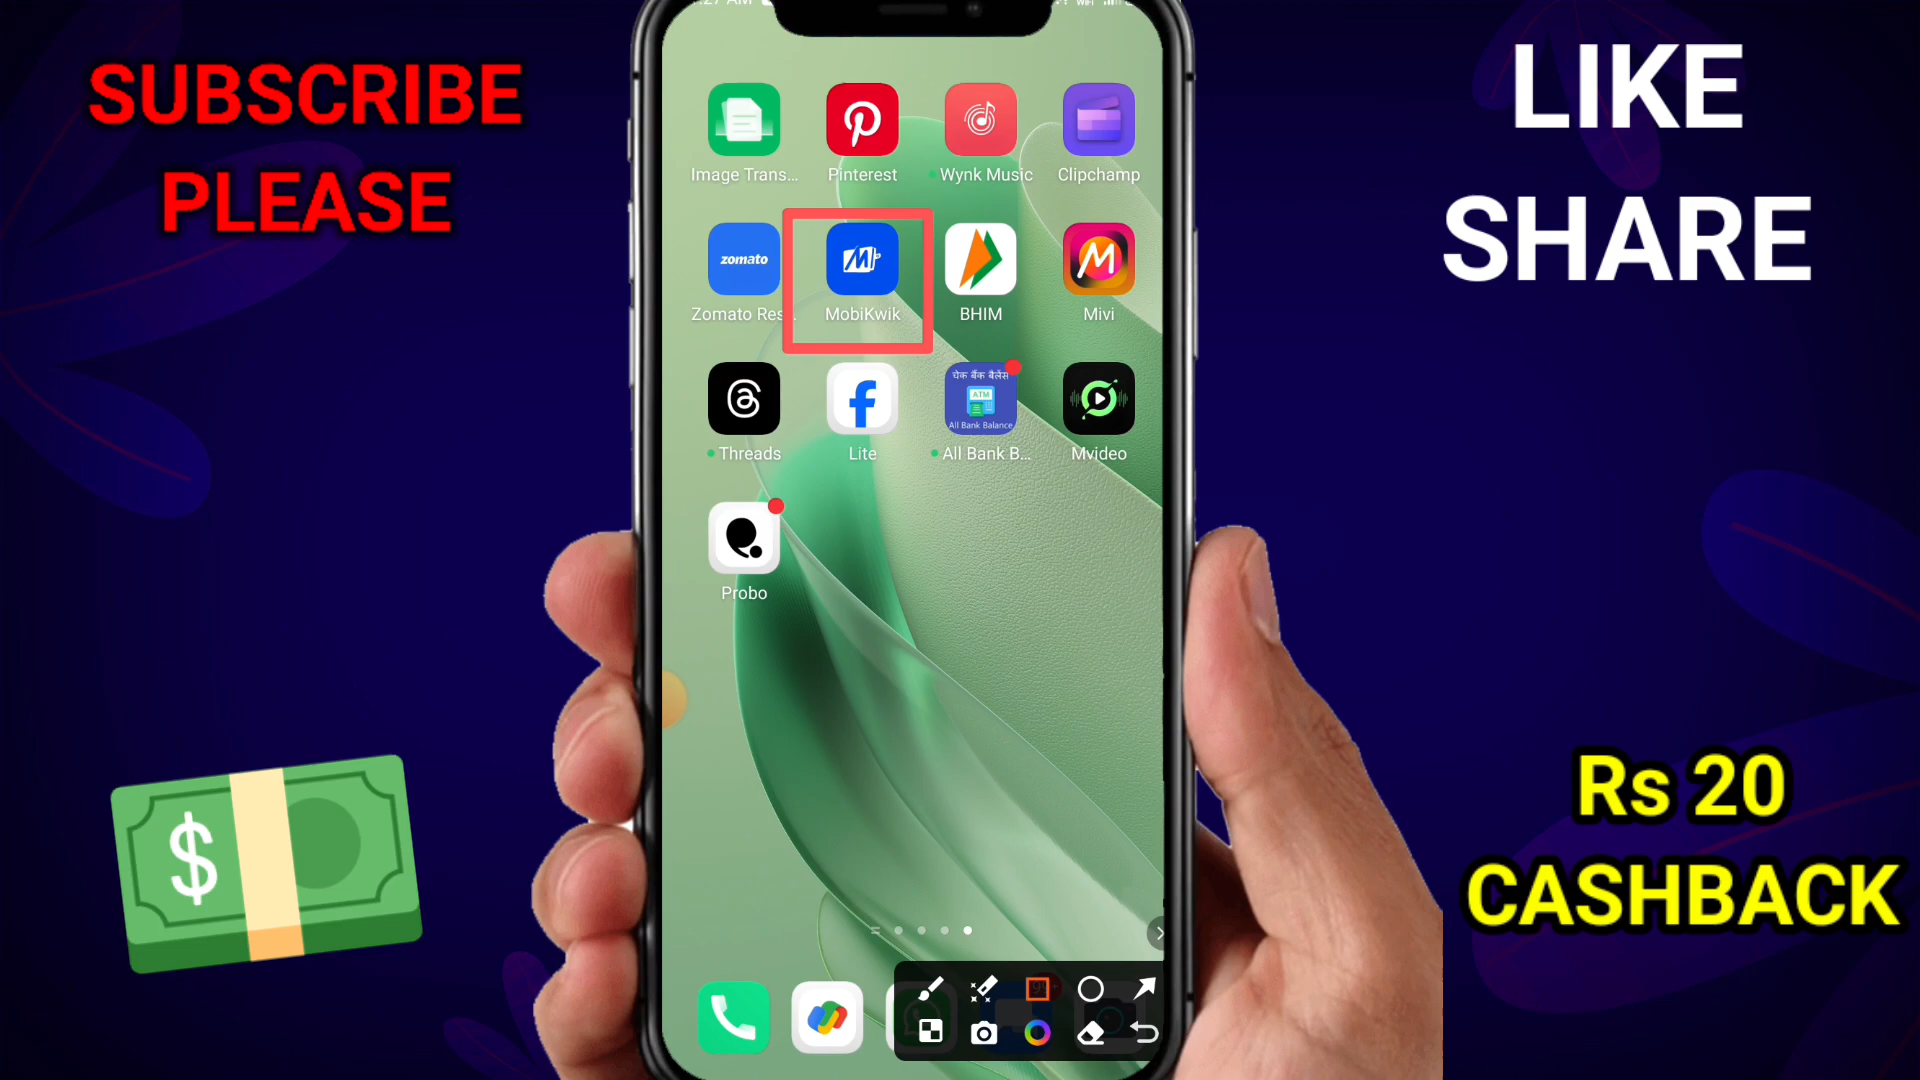 SUBSCRIBE
PLEASE
LIKE
SHARE
Image Trans...
Pinterest
Wynk Music
Clipchamp
zomato
Zomato Res...
MobiKwik
BHIM
Mivi
चेक बैंक बैलेंस
ATM
All Bank Balance
Threads
Lite
All Bank B...
Mvideo
Probo
$
Rs 20
CASHBACK